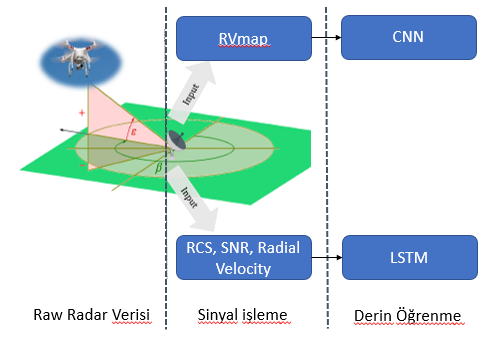 RVmap
CNN
Input
ε
β
Input
RCS, SNR, Radial
Velocity
LSTM
Raw Radar Verisi
Sinyal işleme
Derin Öğrenme